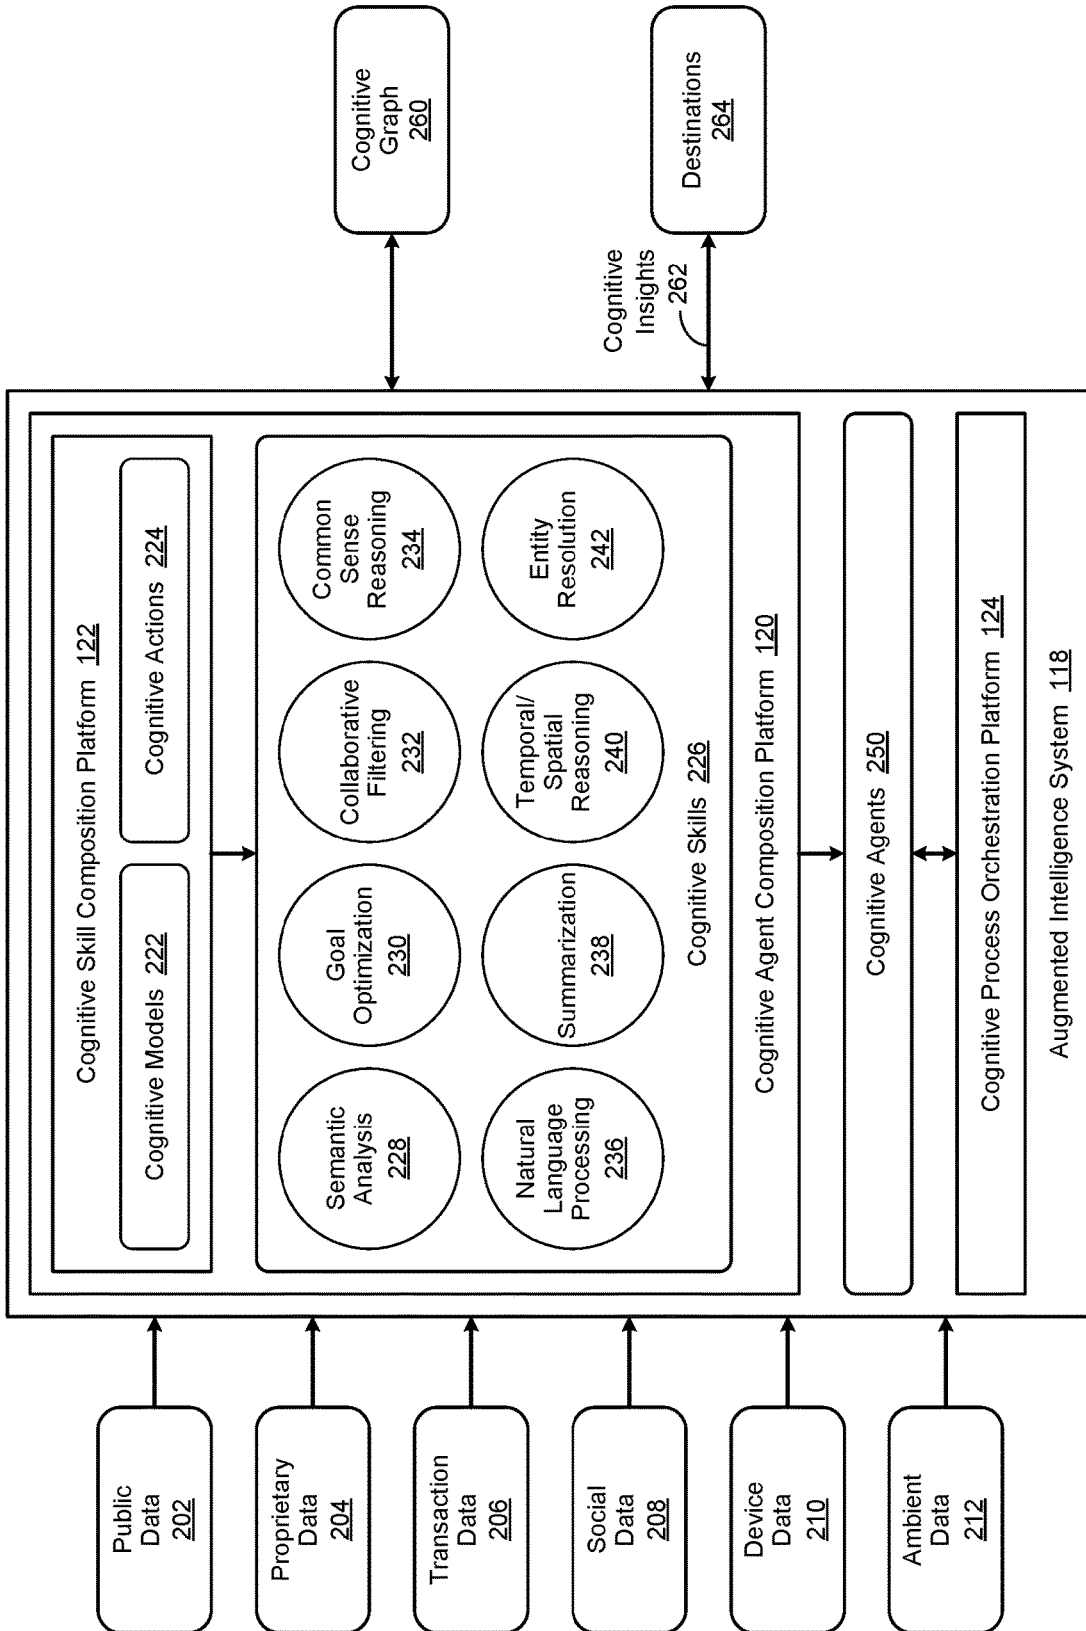 Public
Data
202
Proprietary
Data
204
Transaction
Data
206
Social
Data
208
Device
Data
210
Ambient
Data
212
Cognitive Skill Composition Platform 122
Cognitive Models 222
Cognitive Actions 224
Semantic
Analysis
228
Goal
Optimization
230
Collaborative
Filtering
232
Common
Sense
Reasoning
234
Natural
Language
Processing
236
Summarization
238
Temporal/
Spatial
Reasoning
240
Entity
Resolution
242
Cognitive Skills 226
Cognitive Agent Composition Platform 120
Cognitive Agents 250
Cognitive Process Orchestration Platform 124
Augmented Intelligence System 118
Cognitive
Graph
260
Cognitive
Insights
262
Destinations
264